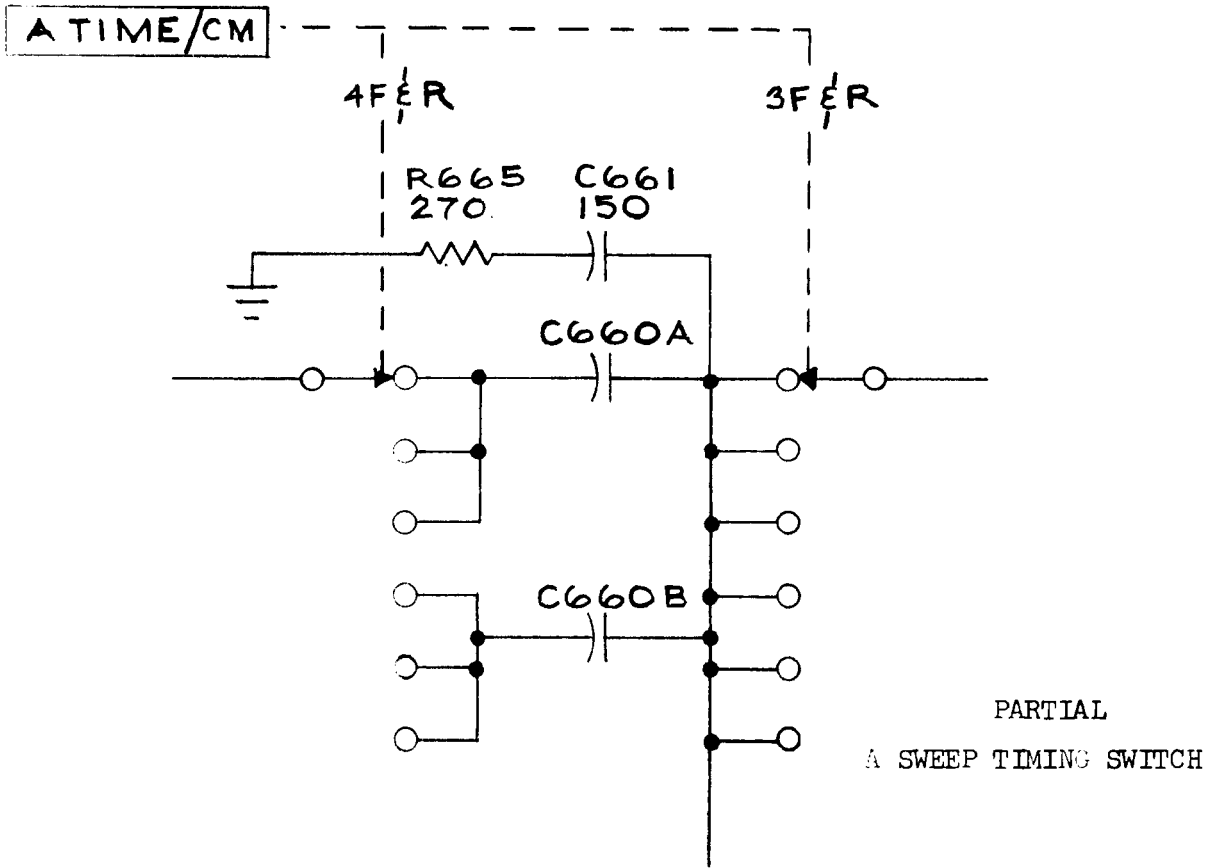 A TIME/CM
4F & R
3F & R
R665
270
C661
150
C660A
C660B
PARTIAL
A SWEEP TIMING SWITCH